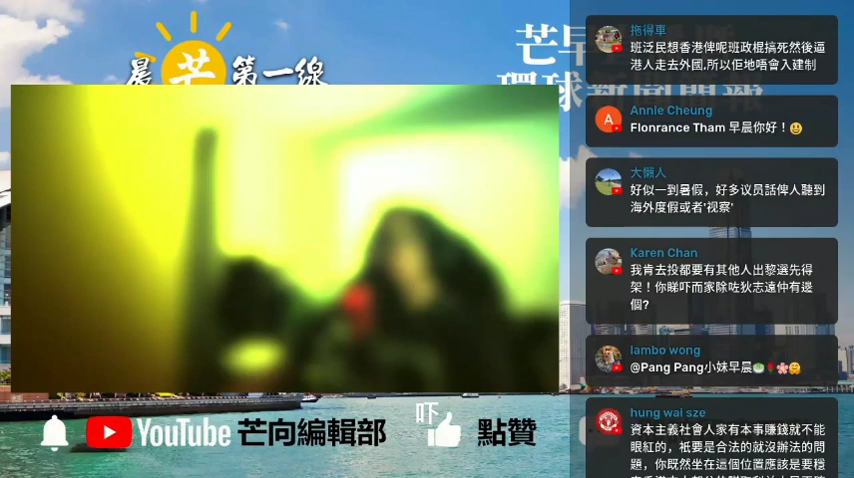 晨芒第一線
芒早
環球新聞簡報
拖得車
班泛民想香港俾呢班政棍搞死然後逼
港人走去外國,所以佢地唔會入建制
Annie Cheung
Flonrance Tham 早晨你好！😃
大懶人
好似一到暑假，好多议员話俾人聽到
海外度假或者'视察'
Karen Chan
我肯去投都要有其他人出黎選先得
架！你睇吓而家除咗狄志遠仲有邊
個?
lambo wong
@Pang Pang小妹早晨🍵🌹🌸🤗
hung wai sze
資本主義社會人家有本事賺錢就不能
眼紅的，衹要是合法的就沒辦法的問
題，你既然坐在這個位置應該是要穩
YouTube 芒向編輯部 吓 點贊